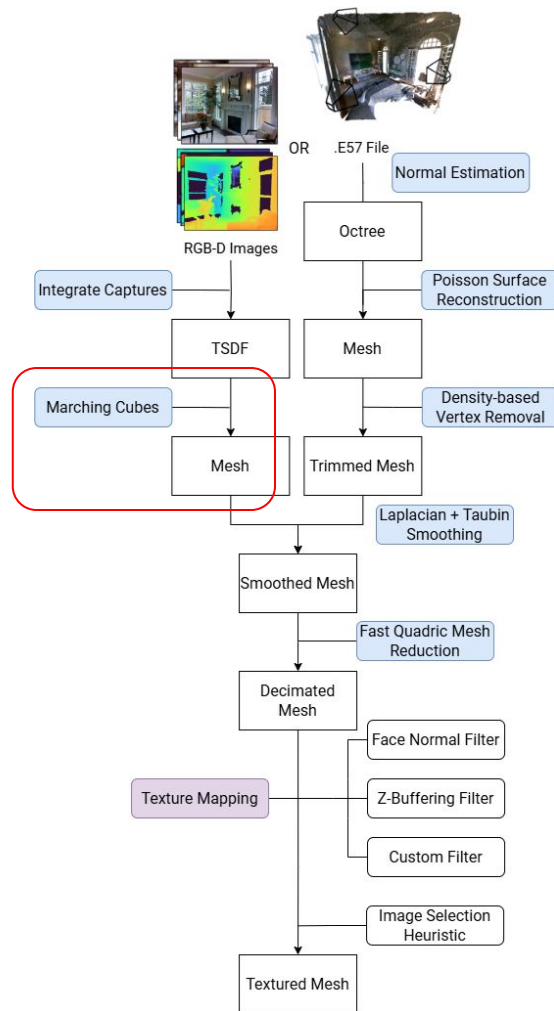 OR
.E57 File
Normal Estimation
RGB-D Images
Octree
Integrate Captures
Poisson Surface
Reconstruction
TSDF
Mesh
Marching Cubes
Density-based
Vertex Removal
Mesh
Trimmed Mesh
Laplacian + Taubin
Smoothing
Smoothed Mesh
Fast Quadric Mesh
Reduction
Decimated
Mesh
Face Normal Filter
Texture Mapping
Z-Buffering Filter
Custom Filter
Image Selection
Heuristic
Textured Mesh